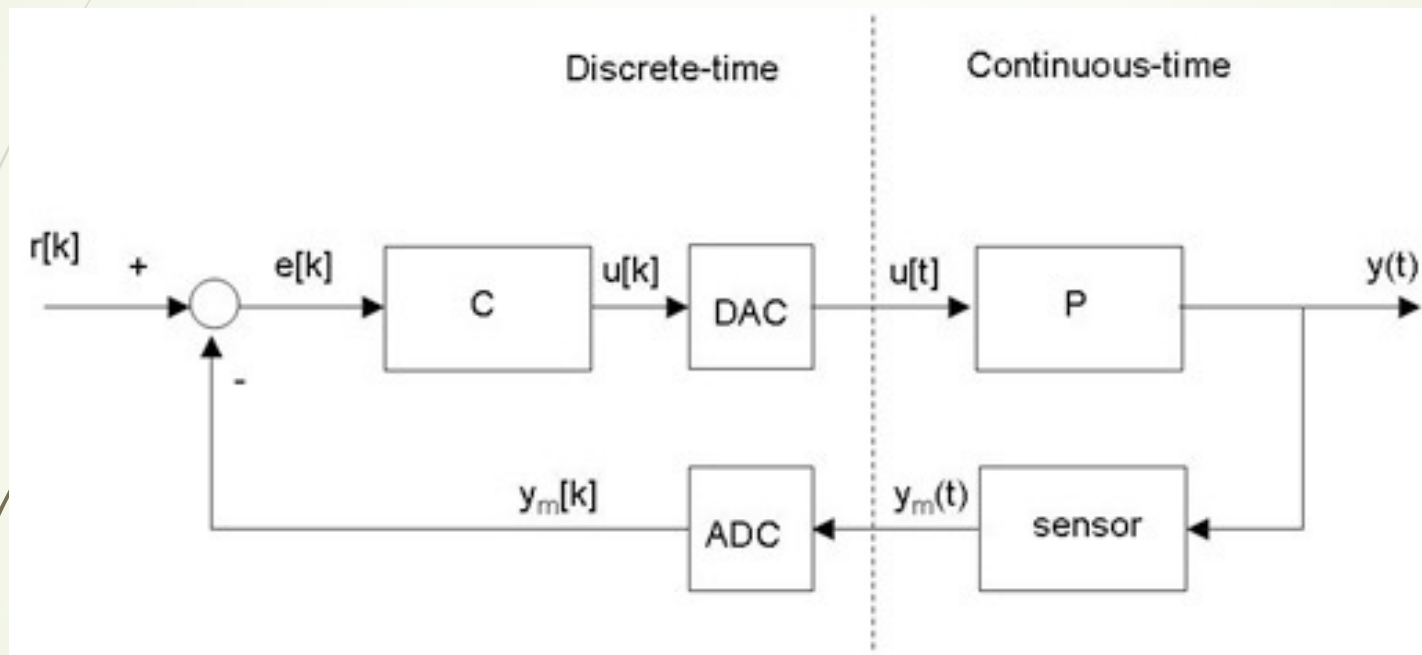 Discrete-time
Continuous-time
r[k]
+
e[k]
C
u[k]
DAC
u[t]
P
y(t)
-
yₘ[k]
ADC
yₘ(t)
sensor